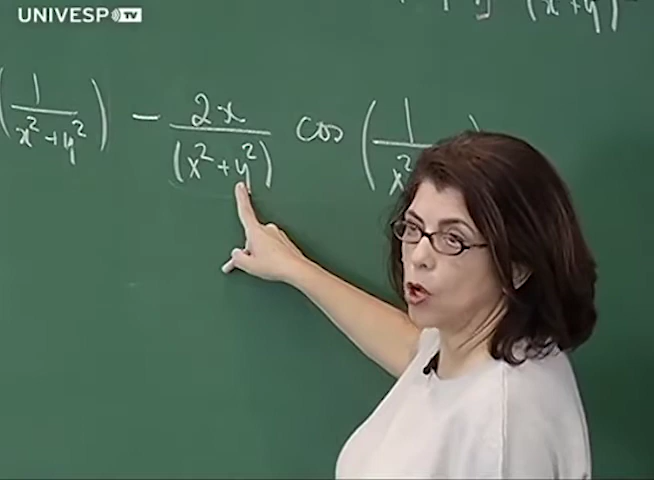 UNIVESP TV
(x + y)
(1/(x² + y²)) - 2x/(x² + y²) cos (1/x²